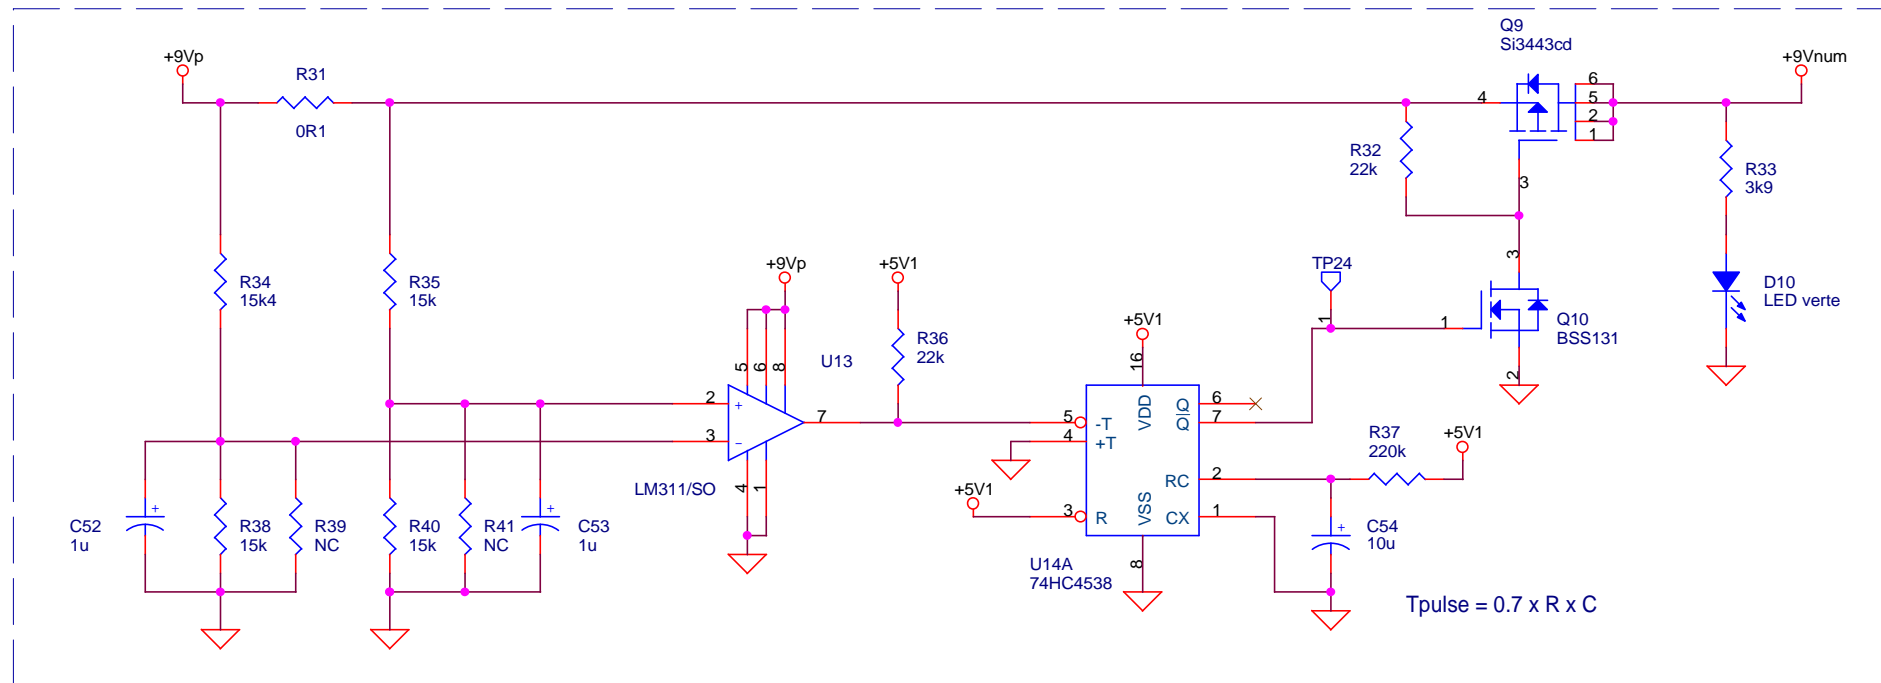 Q9
Si3443cd
+9Vp
+9Vnum
R31
0R1
4
6
5
2
1
R32
22k
3
R33
3k9
R34
15k4
R35
15k
+9Vp
+5V1
TP24
3
D10
LED verte
R36
22k
+5V1
1
1
Q10
BSS131
U13
5
6
8
16
2
2
+
3
-
7
VDD
5
-T
4
+T
Q
6
Q
7
R37
220k
+5V1
LM311/SO
4
1
+5V1
RC
2
3
R
VSS
CX
1
C52
1u
+
R38
15k
R39
NC
R40
15k
R41
NC
+
C53
1u
+
C54
10u
8
U14A
74HC4538
Tpulse = 0.7 x R x C